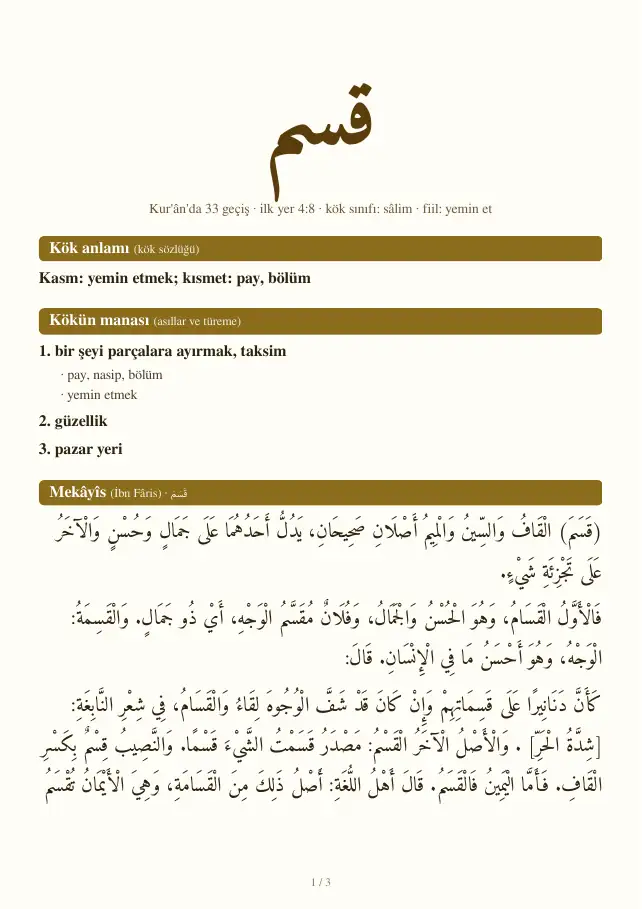 قسم
Kur'ân'da 33 geçiş · ilk yer 4:8 · kök sınıfı: sâlim · fiil: yemin et
Kök anlamı (kök sözlüğü)
Kasm: yemin etmek; kısmet: pay, bölüm
Kökün manası (asıllar ve türeme)
1. bir şeyi parçalara ayırmak, taksim
· pay, nasip, bölüm
· yemin etmek
2. güzellik
3. pazar yeri
Mekâyîs (İbn Fâris) · قَسَمَ
(قَسَمَ) الْقَافُ وَالسِّينُ وَالْمِيمُ أَصْلَانِ صَحِيحَانِ، يَدُلُّ أَحَدُهُمَا عَلَى جَمَالٍ وَحُسْنٍ وَالْآخَرُ
عَلَى تَجْزِئَةِ شَيْءٍ.
فَالْأَوَّلُ الْقَسَامُ، وَهُوَ الْحُسْنُ وَالْجَمَالُ، وَفُلَانٌ مُقَسَّمُ الْوَجْهِ، أَيْ ذُو جَمَالٍ. وَالْقَسِمَةُ:
الْوَجْهُ، وَهُوَ أَحْسَنُ مَا فِي الْإِنْسَانِ. قَالَ:
كَأَنَّ دَنَانِيرًا عَلَى قَسِمَاتِهِمْ وَإِنْ كَانَ قَدْ شَفَّ الْوُجُوهَ لِقَاءُ وَالْقَسَامُ، فِي شِعْرِ النَّابِغَةِ:
[شِدَّةُ الْحَرِّ] . وَالْأَصْلُ الْآخَرُ الْقَسْمُ: مَصْدَرُ قَسَمْتُ الشَّيْءَ قَسْمًا. وَالنَّصِيبُ قِسْمٌ بِكَسْرِ
الْقَافِ. فَأَمَّا الْيَمِينُ فَالْقَسَمُ. قَالَ أَهْلُ اللُّغَةِ: أَصْلُ ذَلِكَ مِنَ الْقَسَامَةِ، وَهِيَ الْأَيْمَانُ تُقْسَمُ
1 / 3